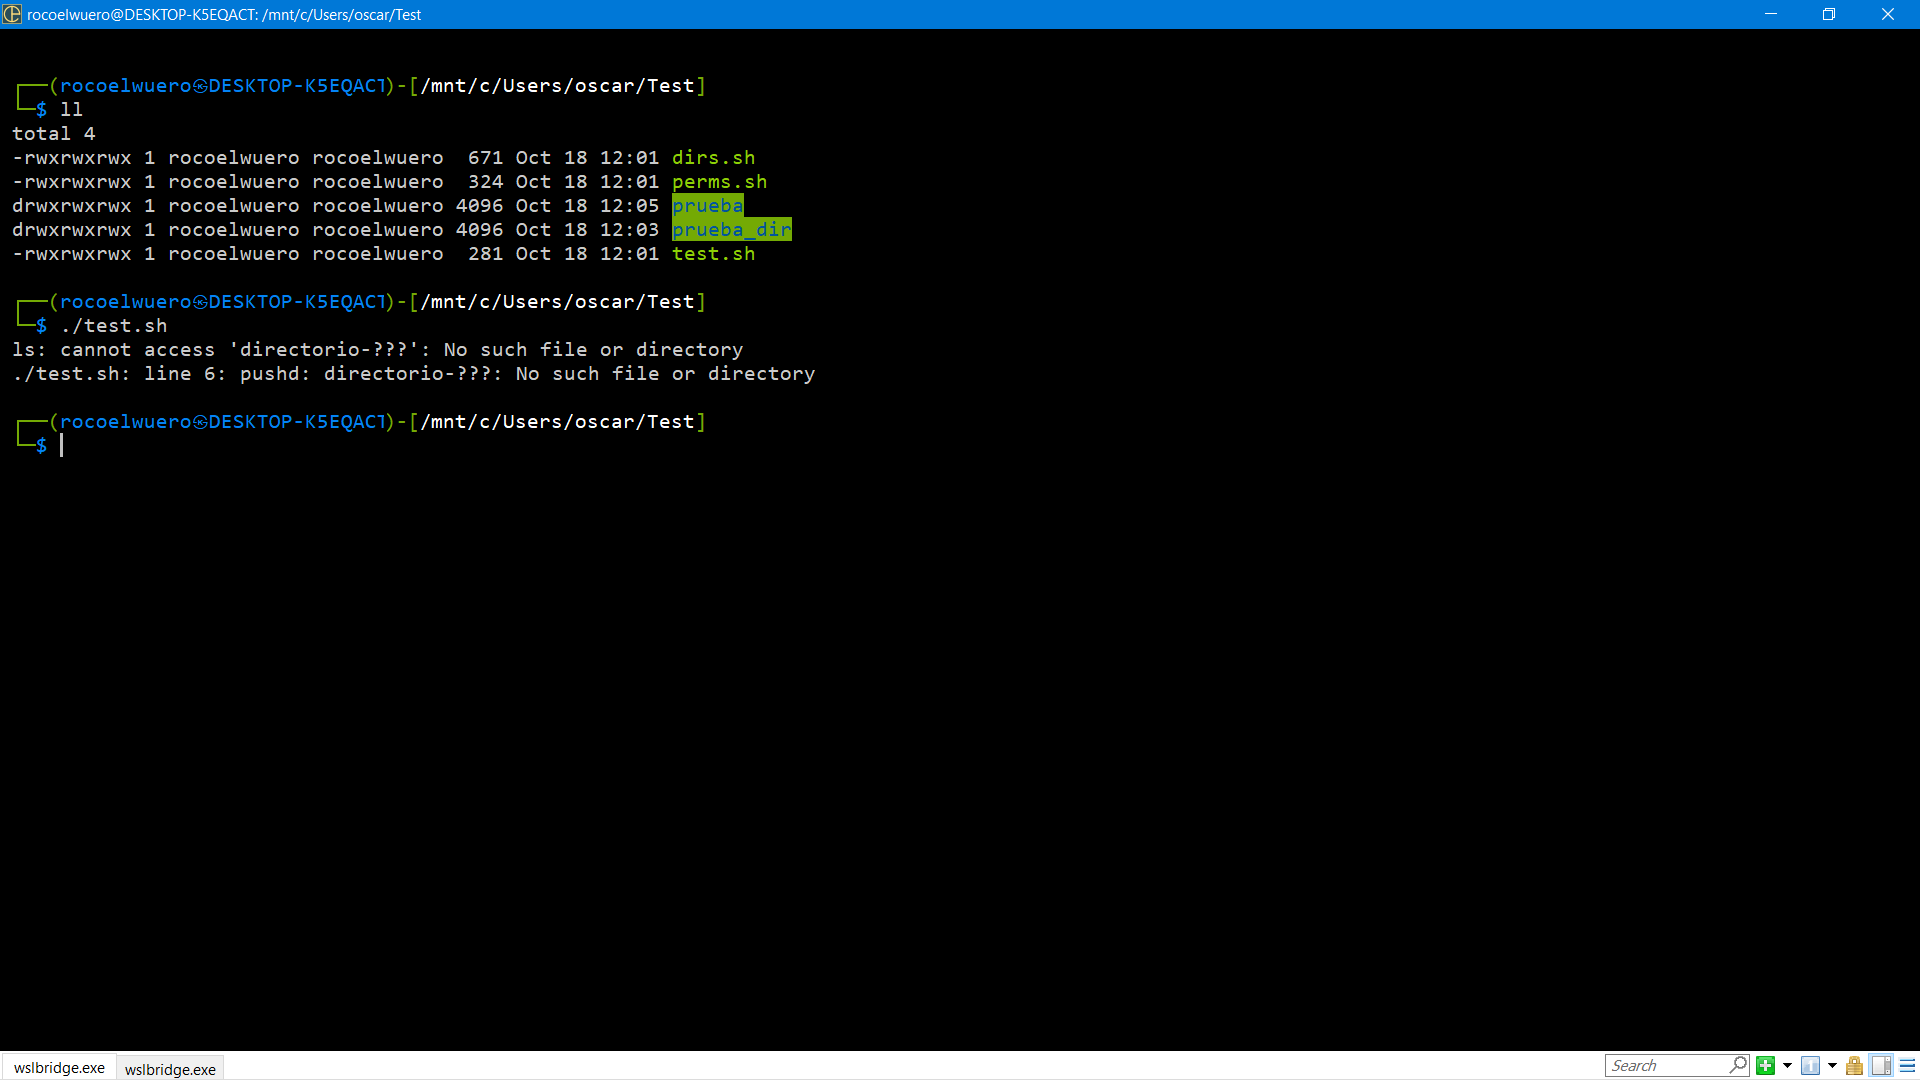 rocoelwuero@DESKTOP-K5EQACT: /mnt/c/Users/oscar/Test
┌──(rocoelwuero㉿DESKTOP-K5EQACT)-[/mnt/c/Users/oscar/Test]
└─$ ll
total 4
-rwxrwxrwx 1 rocoelwuero rocoelwuero  671 Oct 18 12:01 dirs.sh
-rwxrwxrwx 1 rocoelwuero rocoelwuero  324 Oct 18 12:01 perms.sh
drwxrwxrwx 1 rocoelwuero rocoelwuero 4096 Oct 18 12:05 prueba
drwxrwxrwx 1 rocoelwuero rocoelwuero 4096 Oct 18 12:03 prueba_dir
-rwxrwxrwx 1 rocoelwuero rocoelwuero  281 Oct 18 12:01 test.sh
┌──(rocoelwuero㉿DESKTOP-K5EQACT)-[/mnt/c/Users/oscar/Test]
└─$ ./test.sh
ls: cannot access 'directorio-???': No such file or directory
./test.sh: line 6: pushd: directorio-???: No such file or directory
┌──(rocoelwuero㉿DESKTOP-K5EQACT)-[/mnt/c/Users/oscar/Test]
└─$
wslbridge.exe
wslbridge.exe
Search